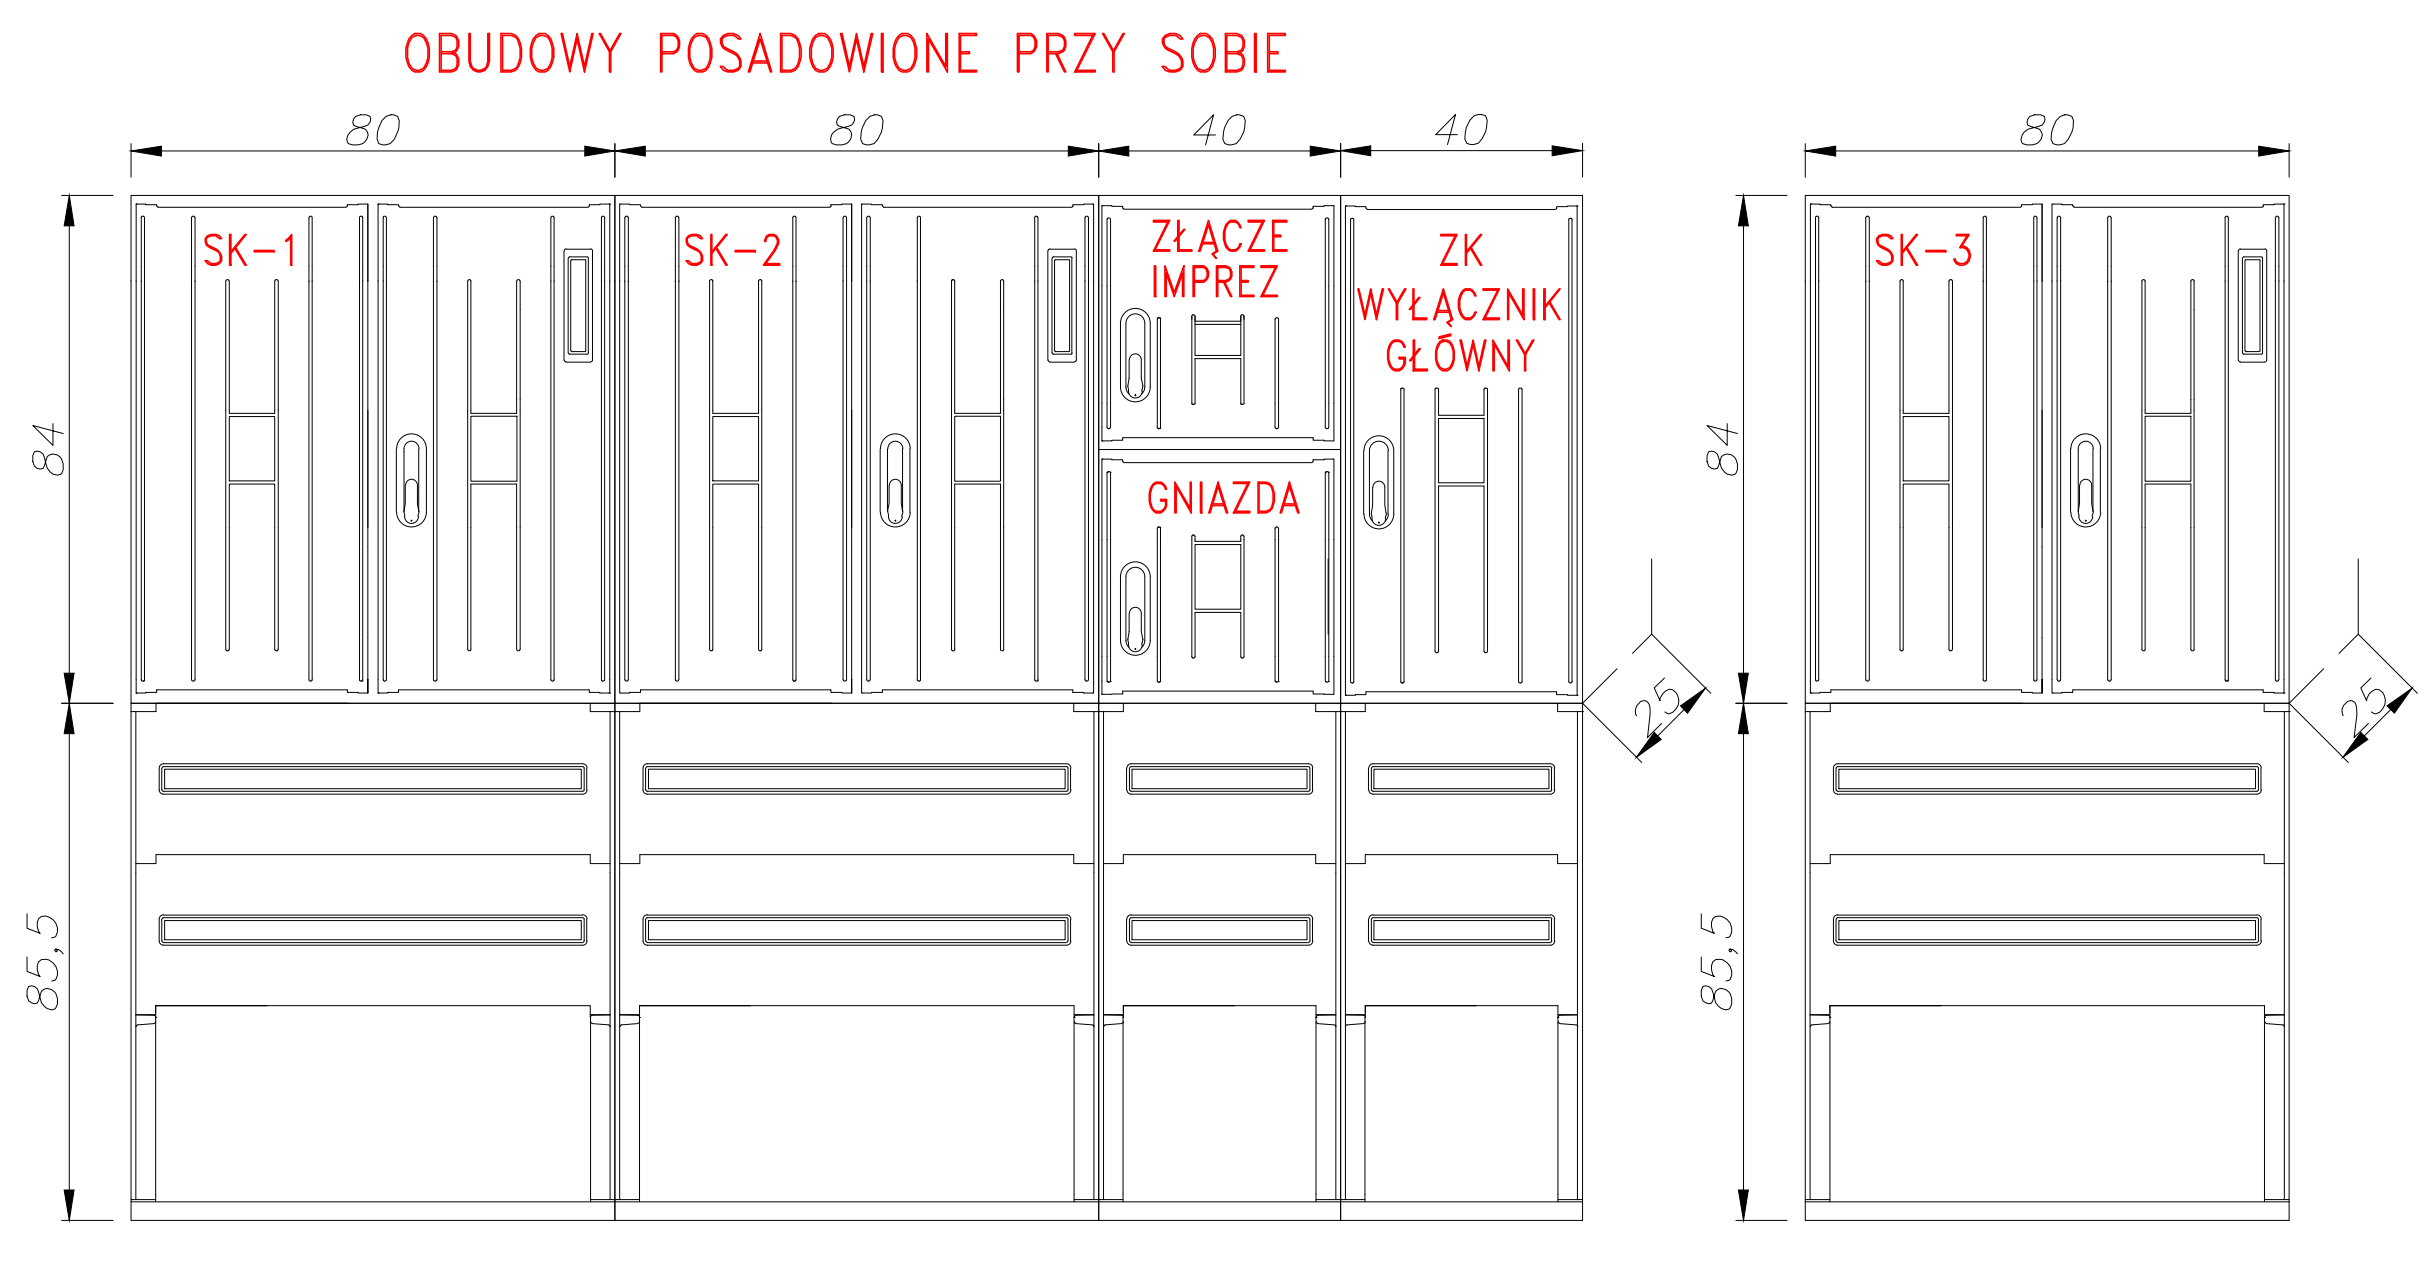 OBUDOWY POSADOWIONE PRZY SOBIE
80 80 40 40 80
SK-1 SK-2 ZŁĄCZE IMPREZ ZK WYŁĄCZNIK GŁÓWNY SK-3
84 84
GNIAZDA
25 25
85,5 85,5